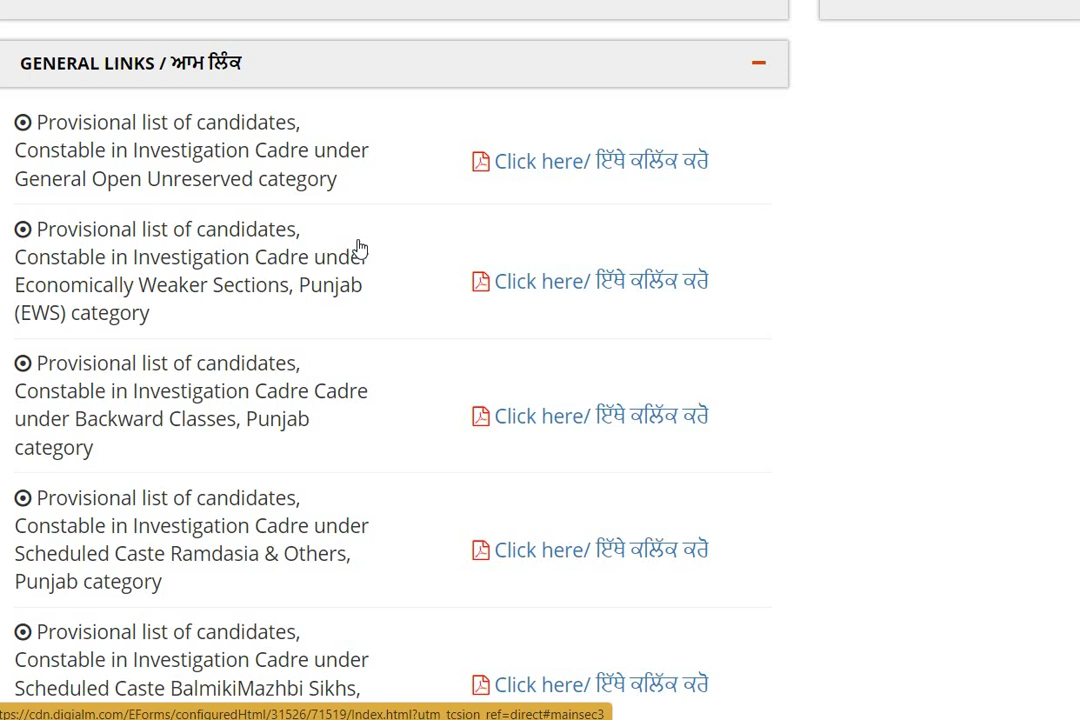 GENERAL LINKS / ਆਮ ਲਿੰਕ
Provisional list of candidates,
Constable in Investigation Cadre under
General Open Unreserved category
Click here/ ਇੱਥੇ ਕਲਿੱਕ ਕਰੋ
Provisional list of candidates,
Constable in Investigation Cadre under
Economically Weaker Sections, Punjab
(EWS) category
Click here/ ਇੱਥੇ ਕਲਿੱਕ ਕਰੋ
Provisional list of candidates,
Constable in Investigation Cadre Cadre
under Backward Classes, Punjab
category
Click here/ ਇੱਥੇ ਕਲਿੱਕ ਕਰੋ
Provisional list of candidates,
Constable in Investigation Cadre under
Scheduled Caste Ramdasia & Others,
Punjab category
Click here/ ਇੱਥੇ ਕਲਿੱਕ ਕਰੋ
Provisional list of candidates,
Constable in Investigation Cadre under
Scheduled Caste BalmikiMazhbi Sikhs,
Click here/ ਇੱਥੇ ਕਲਿੱਕ ਕਰੋ
ttps://cdn.digialm.com/EForms/configuredHtml/31526/71519/Index.html?utm_tcsion_ref=direct#mainsec3